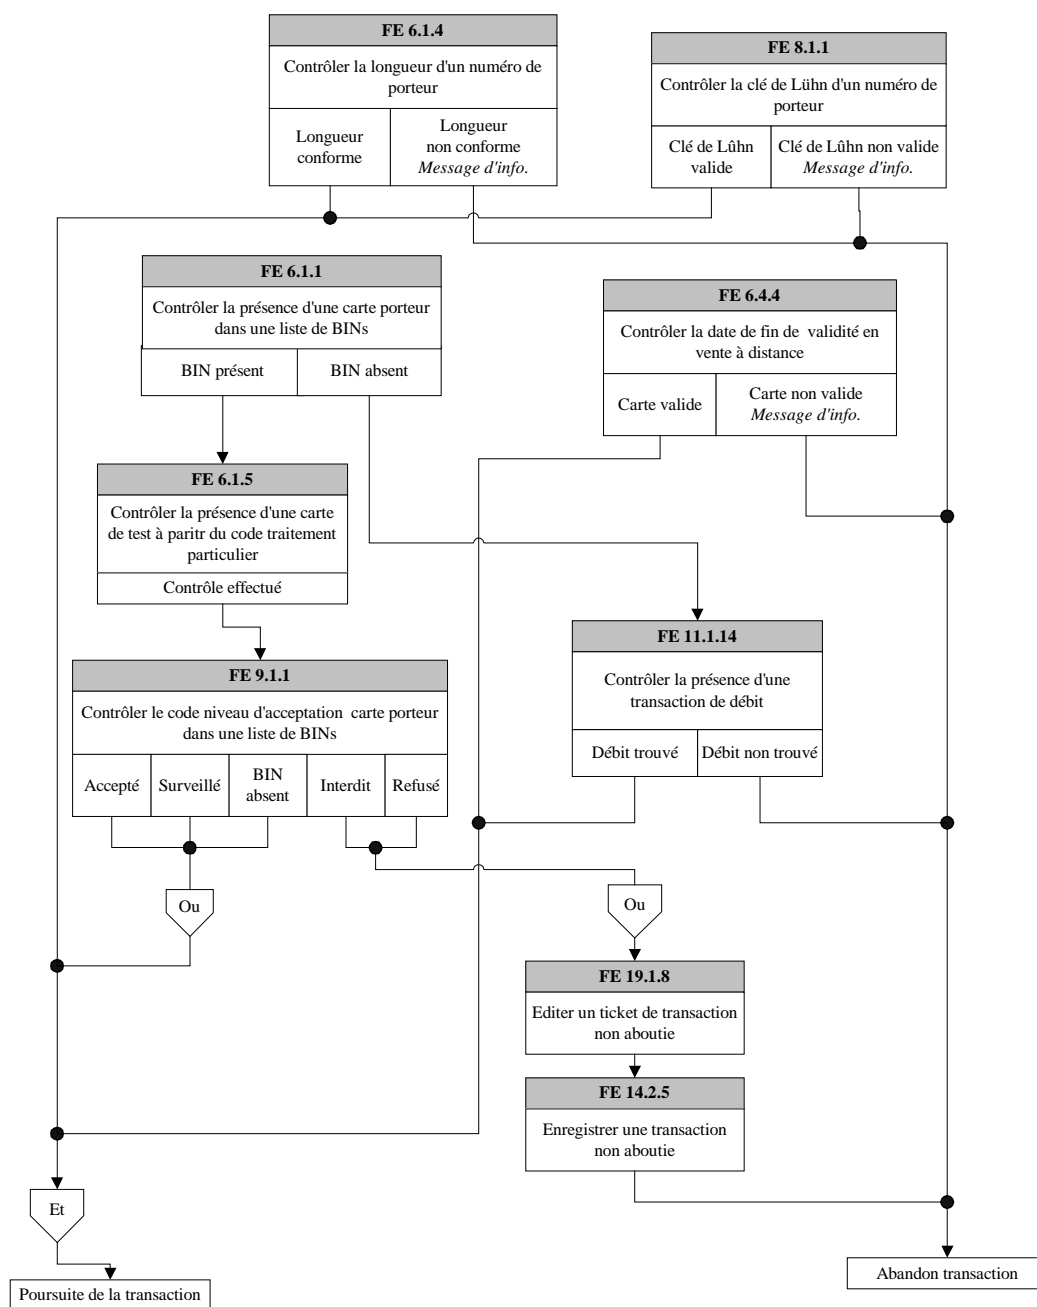 FE 6.1.4
Contrôler la longueur d'un numéro de
porteur
Longueur
conforme
Longueur
non conforme
Message d'info.
FE 8.1.1
Contrôler la clé de Lühn d'un numéro de
porteur
Clé de Lûhn
valide
Clé de Lûhn non valide
Message d'info.
FE 6.1.1
Contrôler la présence d'une carte porteur
dans une liste de BINs
BIN présent
BIN absent
FE 6.4.4
Contrôler la date de fin de validité en
vente à distance
Carte valide
Carte non valide
Message d'info.
FE 6.1.5
Contrôler la présence d'une carte
de test à paritr du code traitement
particulier
Contrôle effectué
FE 11.1.14
Contrôler la présence d'une
transaction de débit
Débit trouvé
Débit non trouvé
FE 9.1.1
Contrôler le code niveau d'acceptation carte porteur
dans une liste de BINs
Accepté
Surveillé
BIN
absent
Interdit
Refusé
Ou
Ou
FE 19.1.8
Editer un ticket de transaction
non aboutie
FE 14.2.5
Enregistrer une transaction
non aboutie
Et
Poursuite de la transaction
Abandon transaction